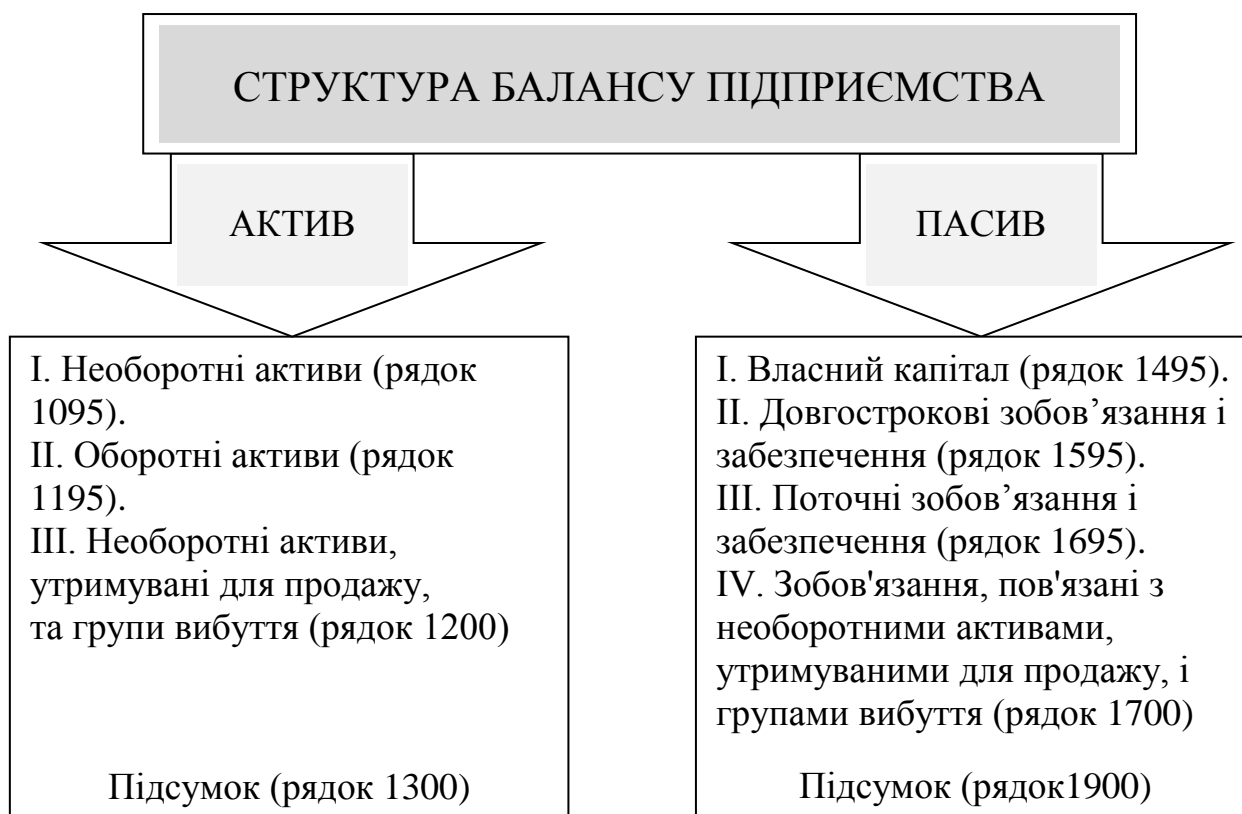 СТРУКТУРА БАЛАНСУ ПІДПРИЄМСТВА
АКТИВ
ПАСИВ
І. Необоротні активи (рядок
1095).
ІІ. Оборотні активи (рядок
1195).
ІІІ. Необоротні активи,
утримувані для продажу,
та групи вибуття (рядок 1200)
Підсумок (рядок 1300)
І. Власний капітал (рядок 1495).
ІІ. Довгострокові зобов’язання і
забезпечення (рядок 1595).
ІІІ. Поточні зобов’язання і
забезпечення (рядок 1695).
IV. Зобов'язання, пов'язані з
необоротними активами,
утримуваними для продажу, і
групами вибуття (рядок 1700)
Підсумок (рядок1900)